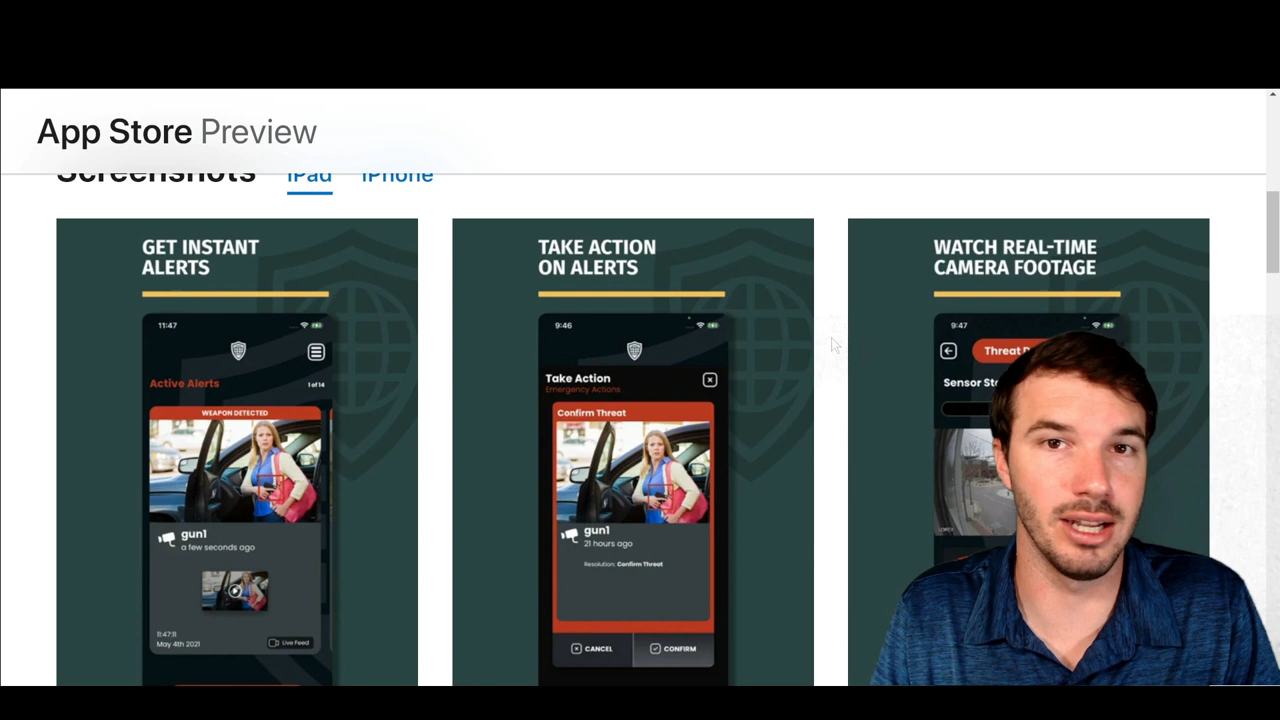 App Store Preview
Screenshots iPad iPhone
GET INSTANT
ALERTS
11:47
Active Alerts 1 of 14
WEAPON DETECTED
gun1
a few seconds ago
11:47:11
May 4th 2021
Live Feed
TAKE ACTION
ON ALERTS
9:46
Take Action
Emergency Actions
Confirm Threat
gun1
21 hours ago
Resolution: Confirm Threat
CANCEL CONFIRM
WATCH REAL-TIME
CAMERA FOOTAGE
9:47
Threat
Sensor